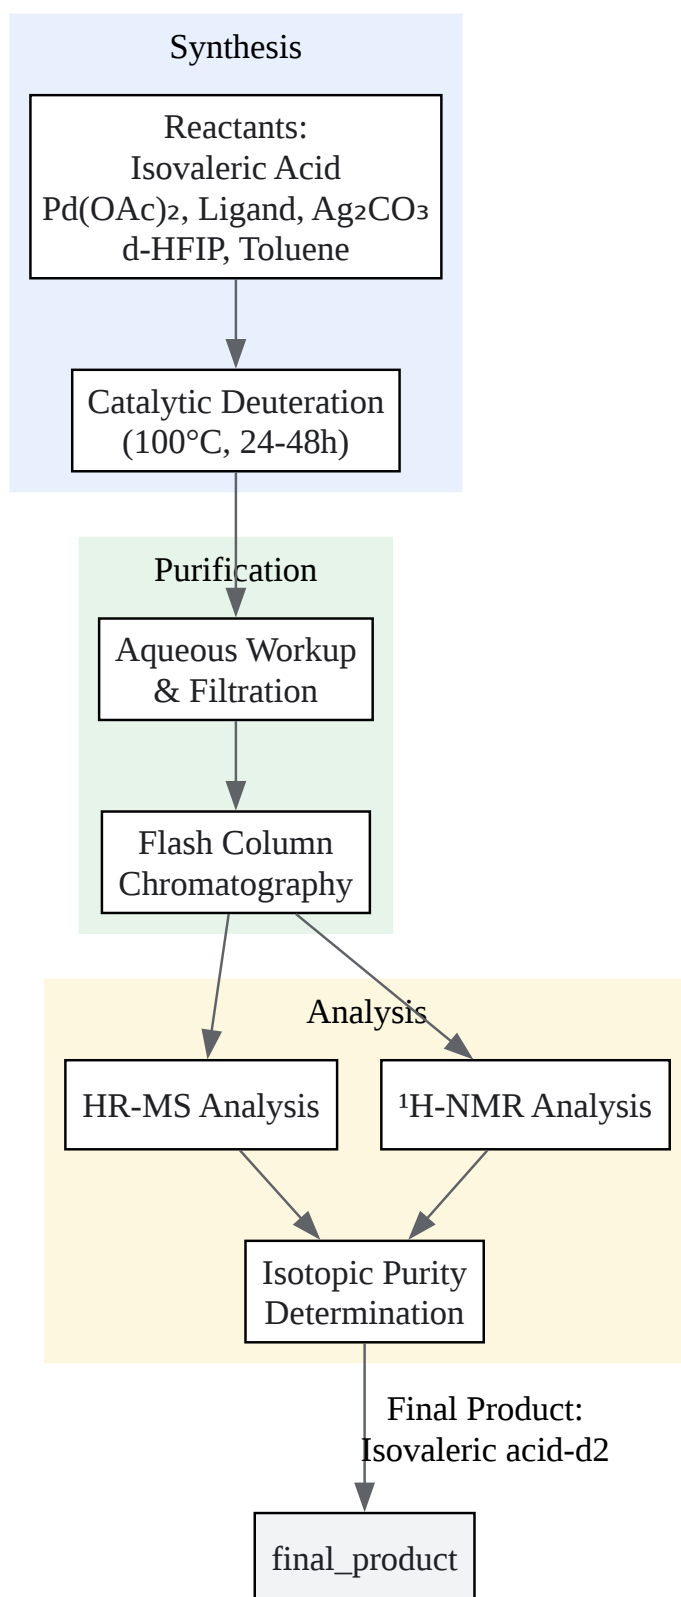 Synthesis
Reactants:
Isovaleric Acid
Pd(OAc)₂, Ligand, Ag₂CO₃
d-HFIP, Toluene
Catalytic Deuteration
(100°C, 24-48h)
Purification
Aqueous Workup
& Filtration
Flash Column
Chromatography
Analysis
HR-MS Analysis
¹H-NMR Analysis
Isotopic Purity
Determination
Final Product:
Isovaleric acid-d2
final_product